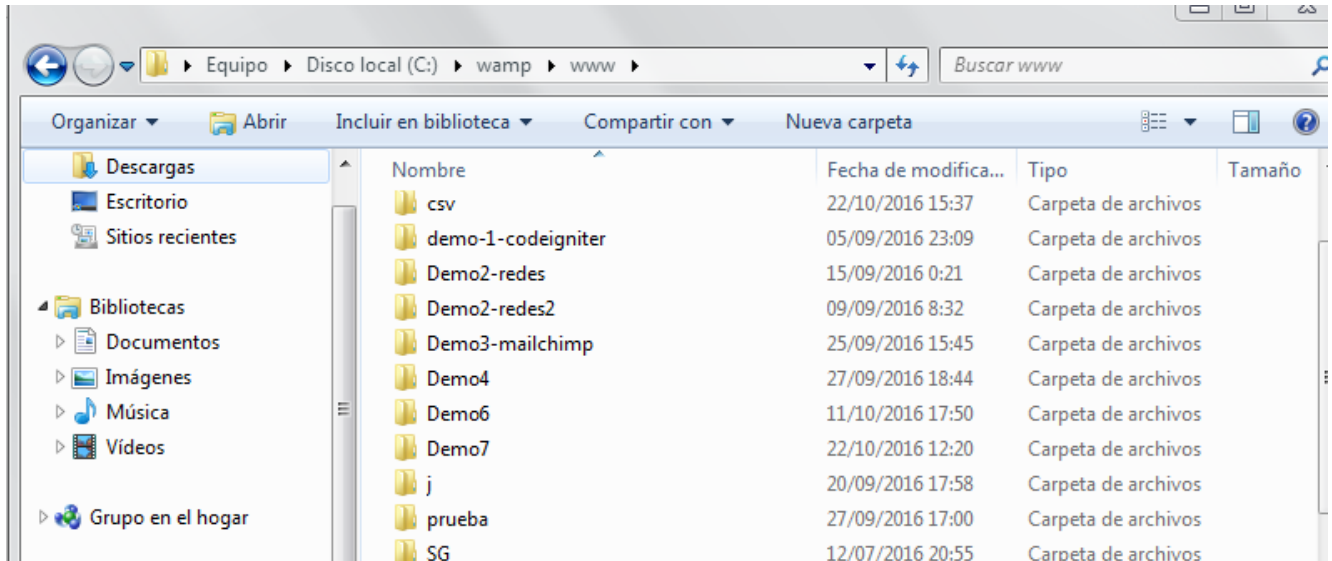 Equipo Disco local (C:) wamp www Buscar www
Organizar Abrir Incluir en biblioteca Compartir con Nueva carpeta
Descargas
Escritorio
Sitios recientes
Bibliotecas
Documentos
Imágenes
Música
Vídeos
Grupo en el hogar
Nombre Fecha de modifica... Tipo Tamaño
csv 22/10/2016 15:37 Carpeta de archivos
demo-1-codeigniter 05/09/2016 23:09 Carpeta de archivos
Demo2-redes 15/09/2016 0:21 Carpeta de archivos
Demo2-redes2 09/09/2016 8:32 Carpeta de archivos
Demo3-mailchimp 25/09/2016 15:45 Carpeta de archivos
Demo4 27/09/2016 18:44 Carpeta de archivos
Demo6 11/10/2016 17:50 Carpeta de archivos
Demo7 22/10/2016 12:20 Carpeta de archivos
j 20/09/2016 17:58 Carpeta de archivos
prueba 27/09/2016 17:00 Carpeta de archivos
SG 12/07/2016 20:55 Carpeta de archivos